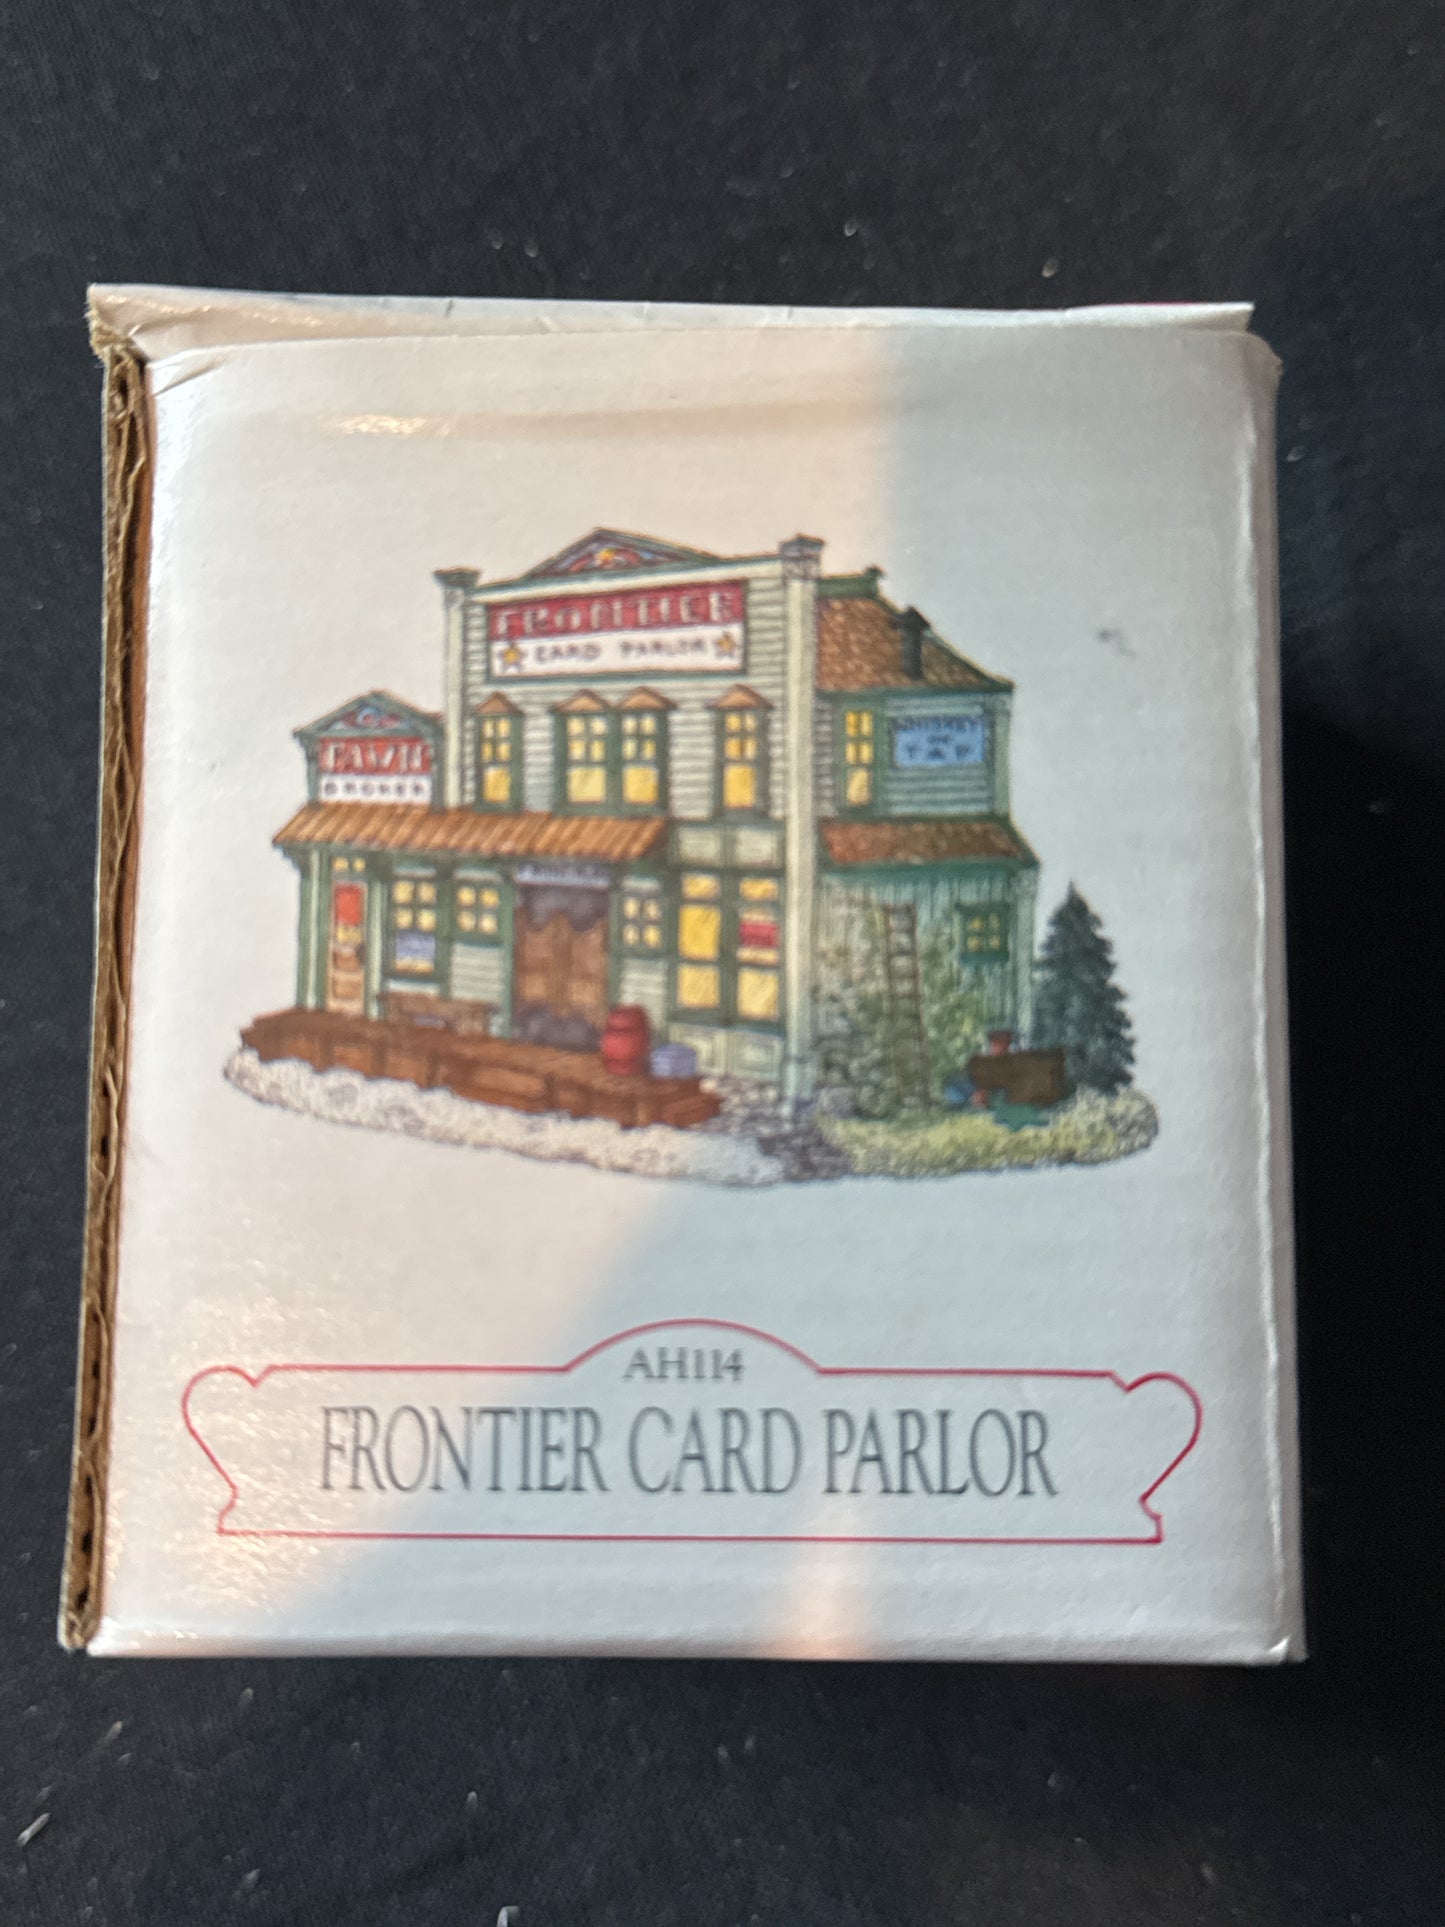 FRONTIER
CARD PARLOR
PAWN
BROKER
WHISKEY
ON
TAP
AH114
FRONTIER CARD PARLOR